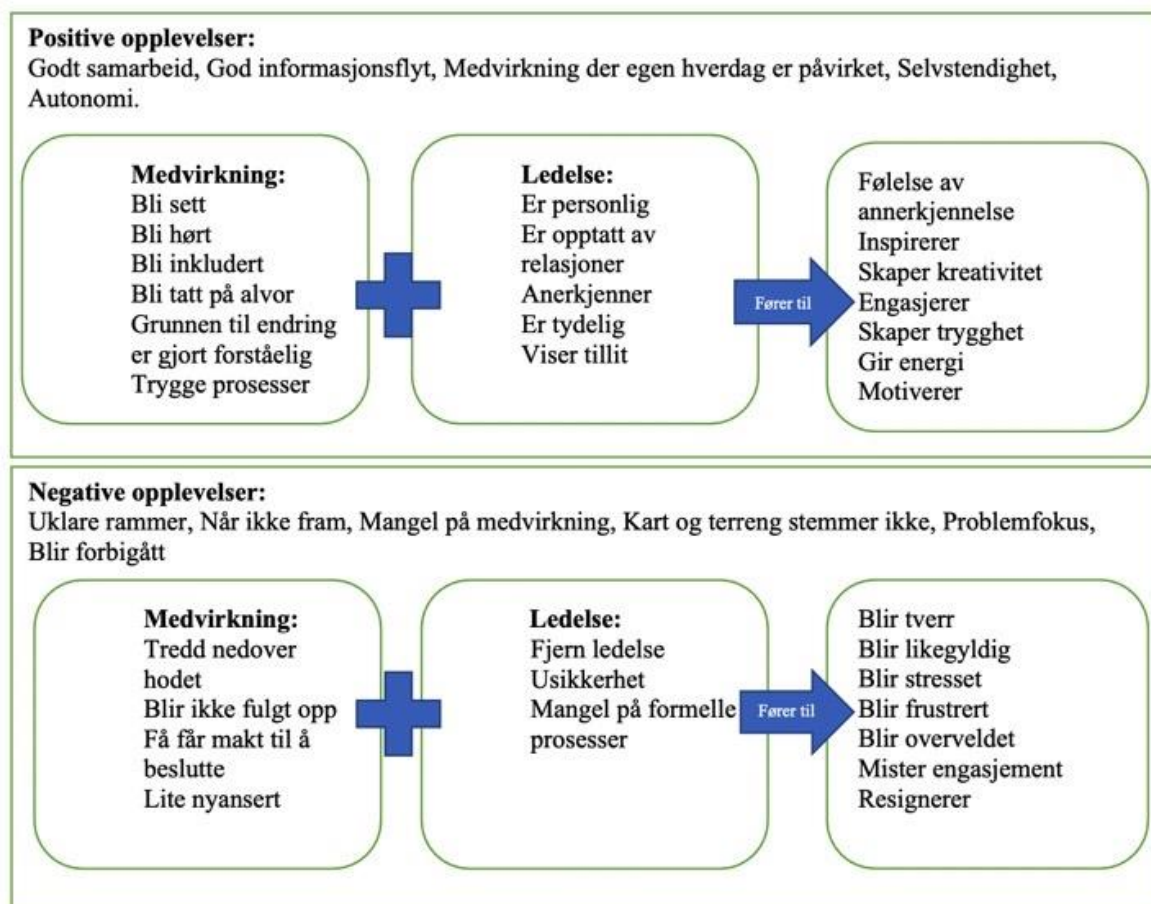 Positive opplevelser:
Godt samarbeid, God informasjonsflyt, Medvirkning der egen hverdag er påvirket, Selvstendighet,
Autonomi.
Medvirkning:
Bli sett
Bli hørt
Bli inkludert
Bli tatt på alvor
Grunnen til endring
er gjort forståelig
Trygge prosesser
Ledelse:
Er personlig
Er opptatt av
relasjoner
Anerkjenner
Er tydelig
Viser tillit
Fører til
Følelse av
annerkjennelse
Inspirerer
Skaper kreativitet
Engasjerer
Skaper trygghet
Gir energi
Motiverer
Negative opplevelser:
Uklare rammer, Når ikke fram, Mangel på medvirkning, Kart og terreng stemmer ikke, Problemfokus,
Blir forbigått
Medvirkning:
Tredd nedover
hodet
Blir ikke fulgt opp
Få får makt til å
beslutte
Lite nyansert
Ledelse:
Fjern ledelse
Usikkerhet
Mangel på formelle
prosesser
Fører til
Blir tverr
Blir likegyldig
Blir stresset
Blir frustrert
Blir overveldet
Mister engasjement
Resignerer